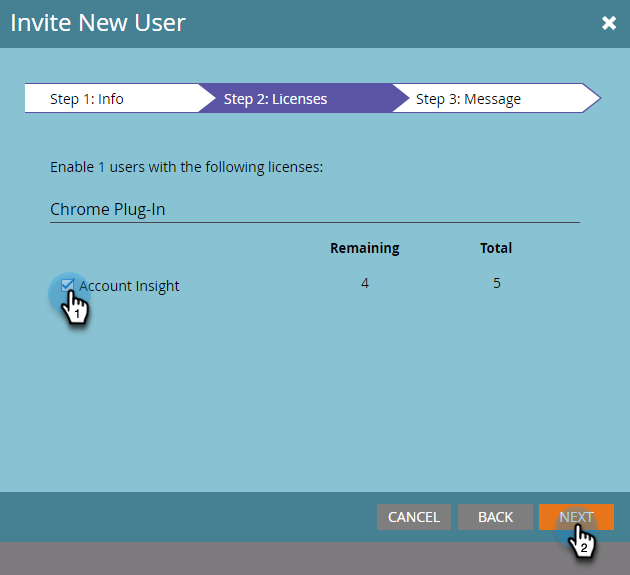 Invite New User
Step 1: Info Step 2: Licenses Step 3: Message
Enable 1 users with the following licenses:
Chrome Plug-In
Remaining Total
Account Insight 4 5
1
CANCEL BACK NEXT
2